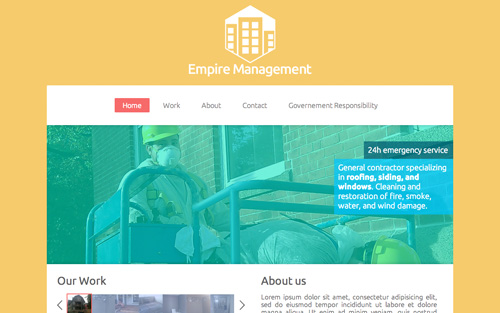 Empire Management
Home Work About Contact Governement Responsibility
24h emergency service
General contractor specializing
in roofing, siding, and
windows. Cleaning and
restoration of fire, smoke,
water, and wind damage.
Our Work
About us
Lorem ipsum dolor sit amet, consectetur adipisicing elit,
sed do eiusmod tempor incididunt ut labore et dolore
magna aliqua. Ut enim ad minim veniam, quis nostrud